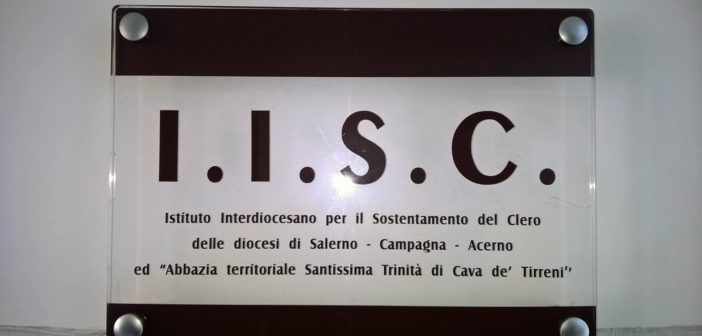 I.I.S.C.
Istituto Interdiocesano per il Sostentamento del Clero
delle diocesi di Salerno - Campagna - Acerno
ed “Abbazia territoriale Santissima Trinità di Cava de' Tirreni”